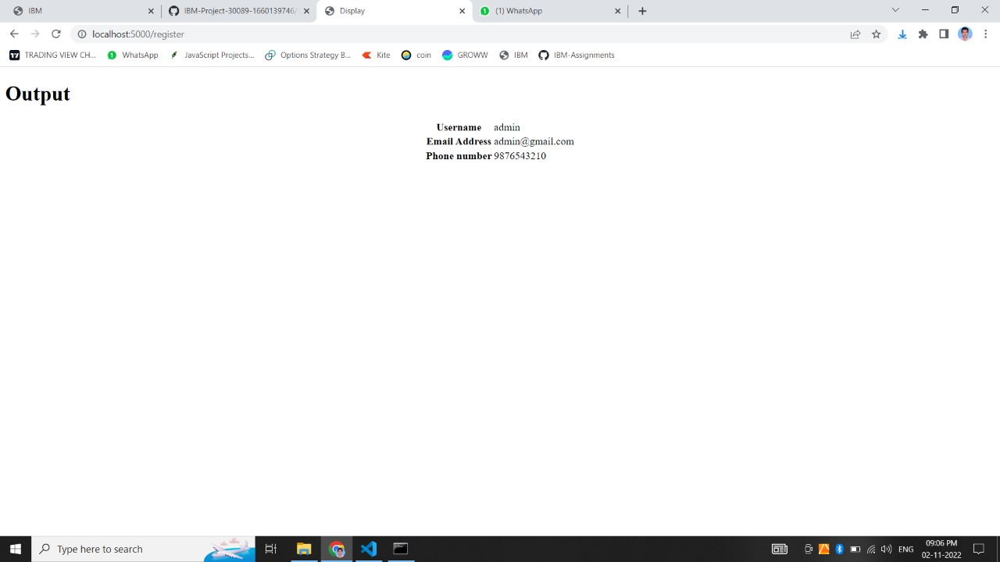 IBM
IBM-Project-30089-1660139746/
Display
(1) WhatsApp
localhost:5000/register
TRADING VIEW CH...
WhatsApp
JavaScript Projects...
Options Strategy B...
Kite
coin
GROWW
IBM
IBM-Assignments
Output
Username admin
Email Address admin@gmail.com
Phone number 9876543210
Type here to search
ENG
09:06 PM
02-11-2022